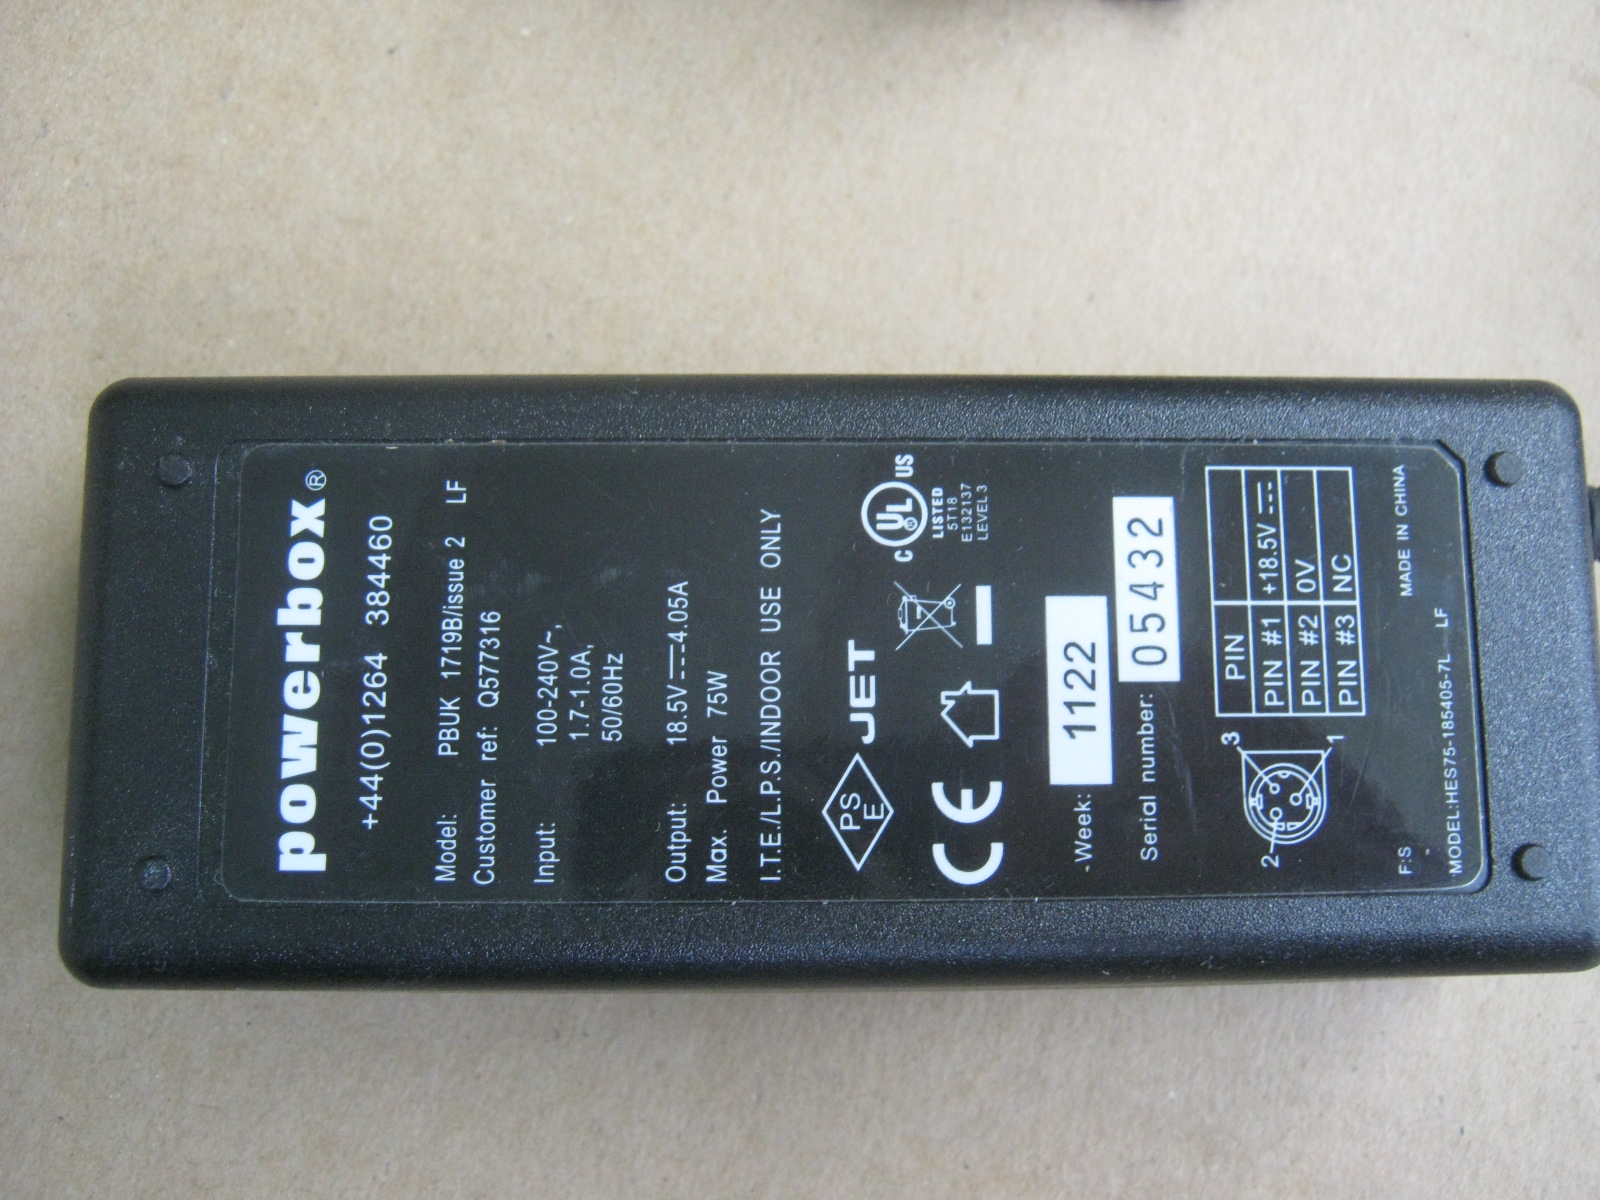 powerbox®
+44(0)1264 384460
Model: PBUK 1719B/issue 2 LF
Customer ref: Q577316
Input: 100-240V~,
1.7-1.0A,
50/60Hz
Output: 18.5V⎓4.05A
Max. Power 75W
I.T.E./L.P.S./INDOOR USE ONLY
PS
E
JET
C UL US
LISTED
5T18
E132137
LEVEL 3
CE
Week: 1122
Serial number: 05432
PIN
PIN #1 +18.5V⎓
PIN #2 0V
PIN #3 NC
3
2
1
F:S
MADE IN CHINA
MODEL:HES75-185405-7L LF